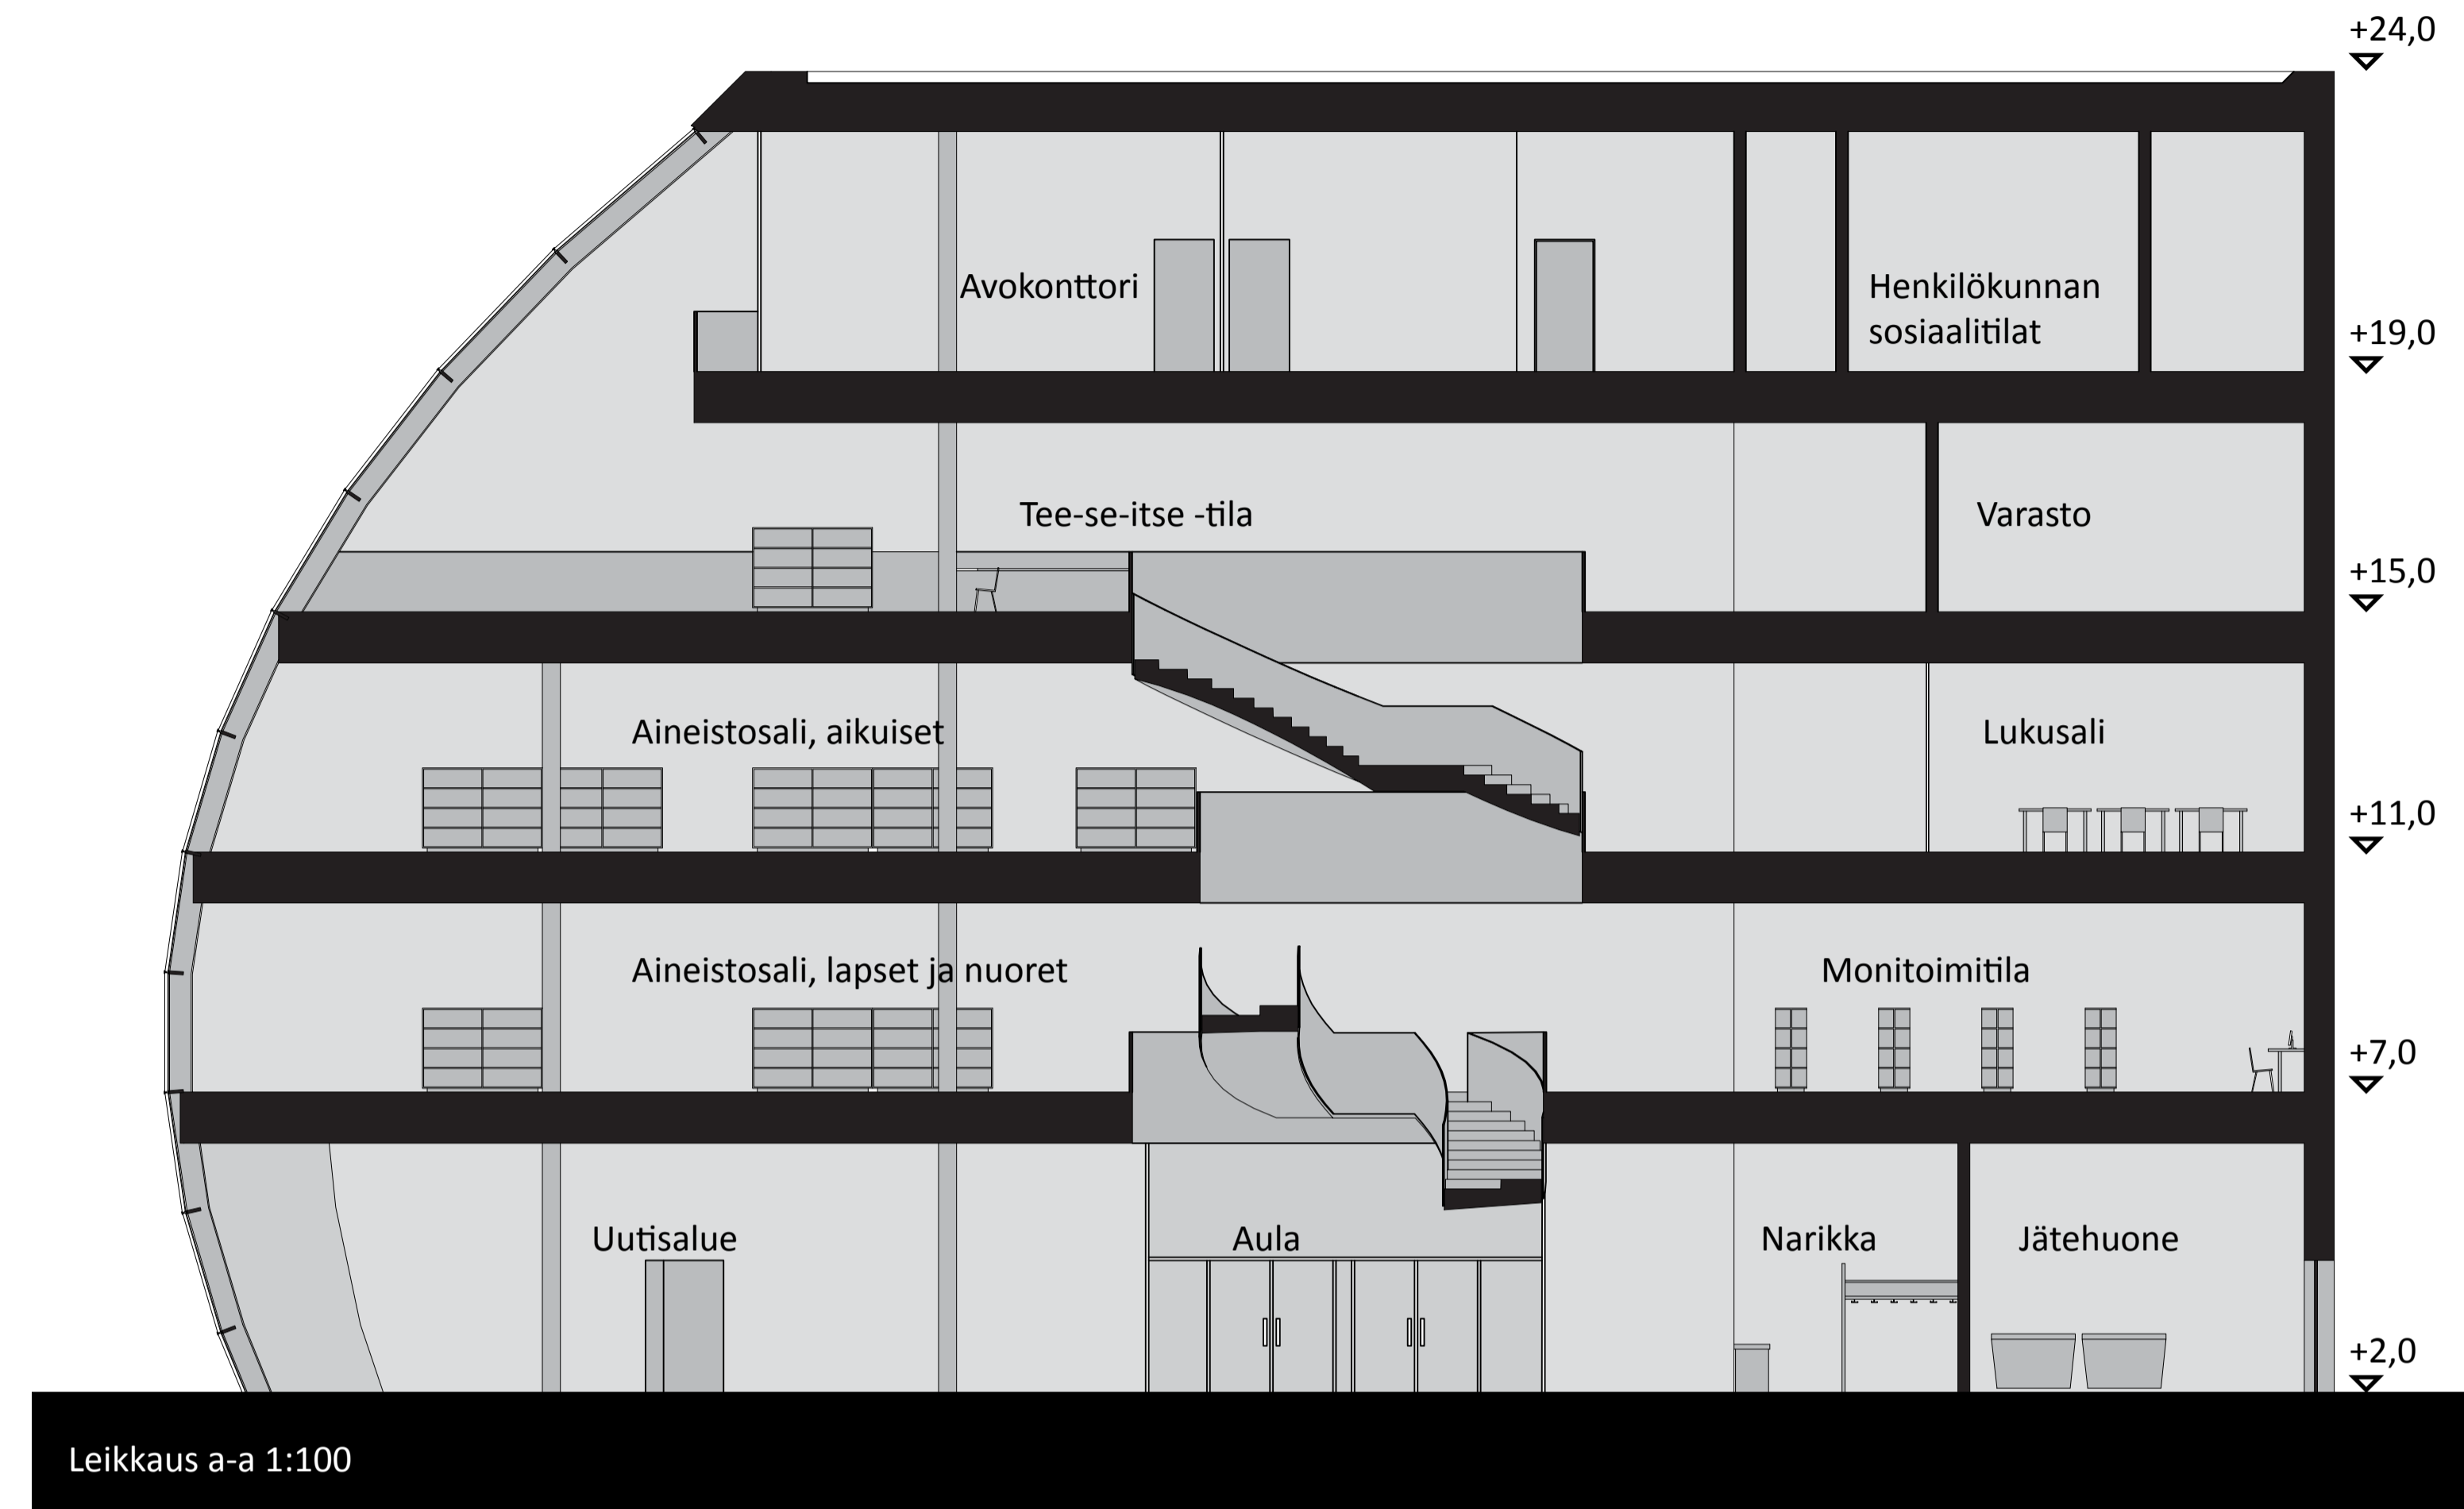 +24,0
Avokonttori
Henkilökunnan
sosiaalitilat
+19,0
Tee-se-itse -tila
Varasto
+15,0
Aineistosali, aikuiset
Lukusali
+11,0
Aineistosali, lapset ja nuoret
Monitoimitila
+7,0
Uutisalue
Aula
Narikka
Jätehuone
+2,0
Leikkaus a-a 1:100